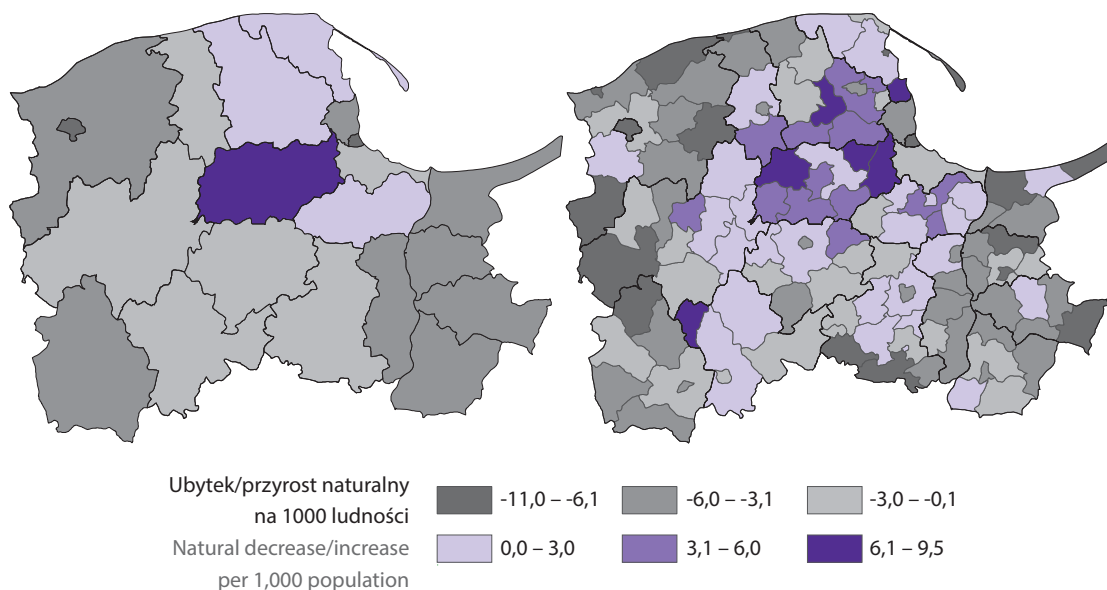 Ubytek/przyrost naturalny
na 1000 ludności
Natural decrease/increase
per 1,000 population
-11,0 – -6,1
-6,0 – -3,1
-3,0 – -0,1
0,0 – 3,0
3,1 – 6,0
6,1 – 9,5